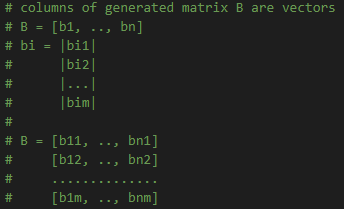 # columns of generated matrix B are vectors
# B = [b1, .., bn]
# bi = |bi1|
#      |bi2|
#      |...|
#      |bim|
#
# B = [b11, .., bn1]
#     [b12, .., bn2]
#     ..............
#     [b1m, .., bnm]